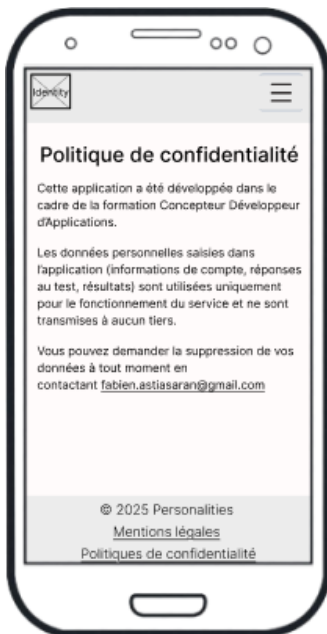 Identity
Politique de confidentialité
Cette application a été développée dans le
cadre de la formation Concepteur Développeur
d'Applications.
Les données personnelles saisies dans
l'application (informations de compte, réponses
au test, résultats) sont utilisées uniquement
pour le fonctionnement du service et ne sont
transmises à aucun tiers.
Vous pouvez demander la suppression de vos
données à tout moment en
contactant fabien.astiasaran@gmail.com
© 2025 Personalities
Mentions légales
Politiques de confidentialité